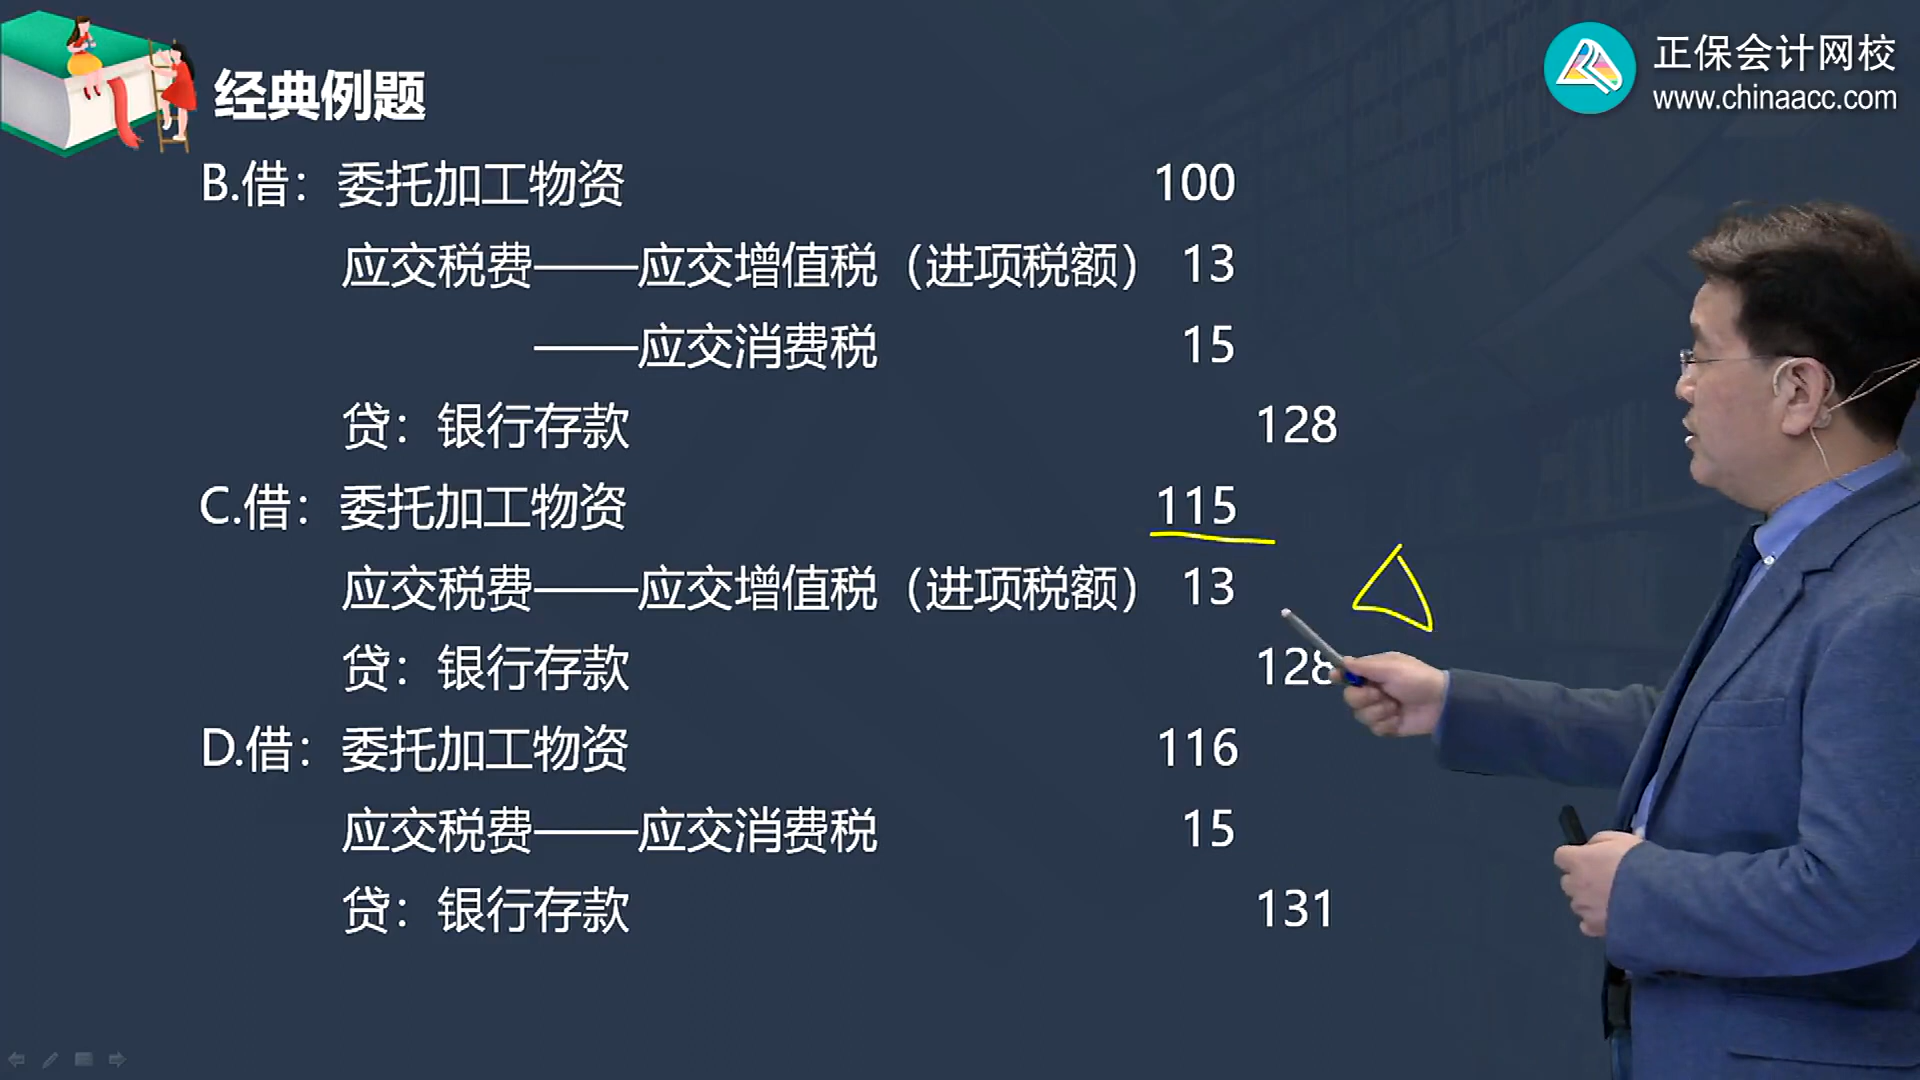 经典例题
正保会计网校
www.chinaacc.com
B.借：委托加工物资 100
应交税费——应交增值税（进项税额） 13
——应交消费税 15
贷：银行存款 128
C.借：委托加工物资 115
应交税费——应交增值税（进项税额） 13
贷：银行存款 128
D.借：委托加工物资 116
应交税费——应交消费税 15
贷：银行存款 131